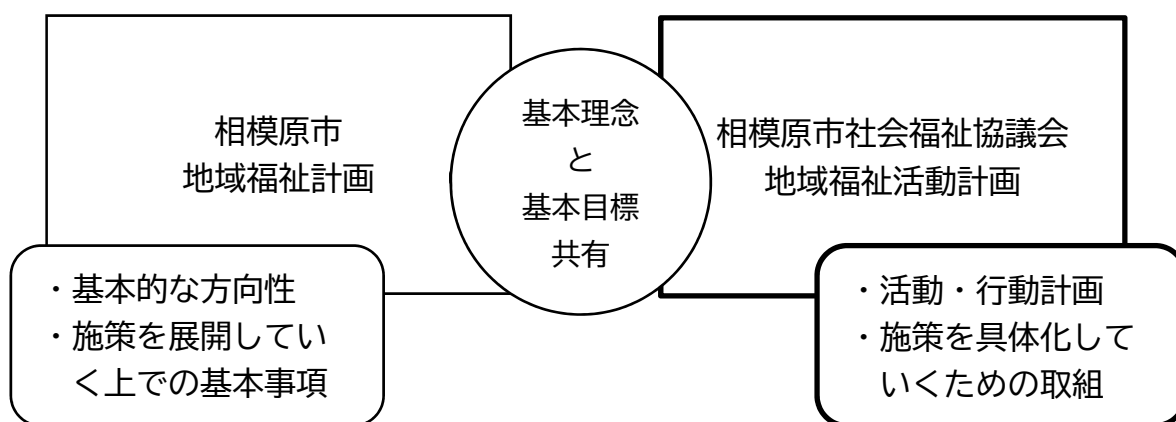 相模原市
地域福祉計画
基本理念
と
基本目標
共有
相模原市社会福祉協議会
地域福祉活動計画
・基本的な方向性
・施策を展開してい
く上での基本事項
・活動・行動計画
・施策を具体化して
いくための取組